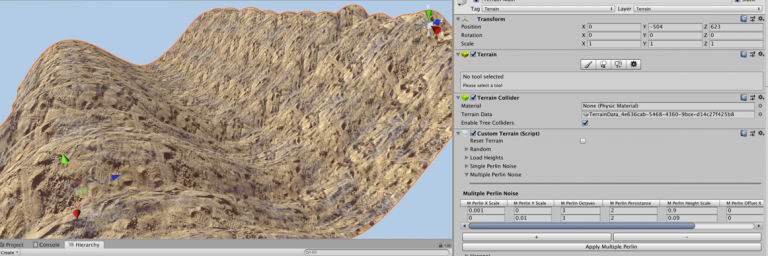 Tag Terrain Layer Terrain
Transform
Position X 0 Y -504 Z 623
Rotation X 0 Y 0 Z 0
Scale X 1 Y 1 Z 1
Terrain
No tool selected
Please select a tool
Terrain Collider
Material None (Physic Material)
Terrain Data TerrainData_4e636cab-5468-4360-9bce-d14c27f425b8
Enable Tree Colliders
Custom Terrain (Script)
Reset Terrain
Random
Load Heights
Single Perlin Noise
Multiple Perlin Noise
Mulitple Perlin Noise
M Perlin X Scale M Perlin Y Scale M Perlin Octaves M Perlin Persistance M Perlin Height Scale M Perlin Offset X
0.001 0 3 2 0.9 0
0 0.01 3 2 0.09 0
+ -
Apply Multiple Perlin
Project Console Hierarchy
Create